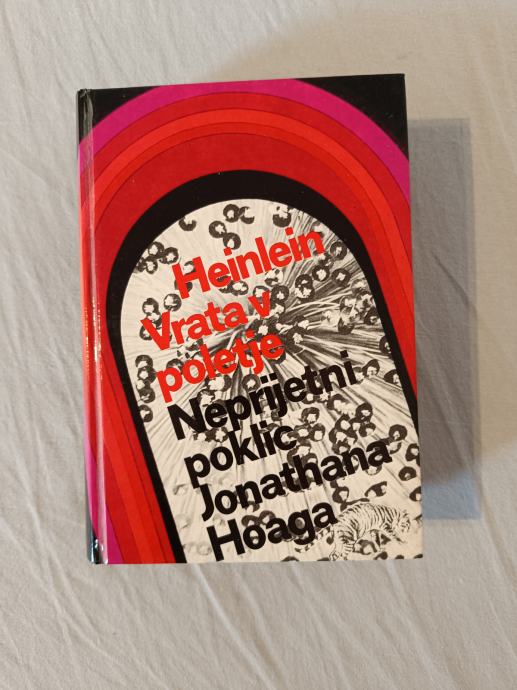 Heinlein
Vrata v
poletje
Neprijetni
poklic
Jonathana
Hoaga